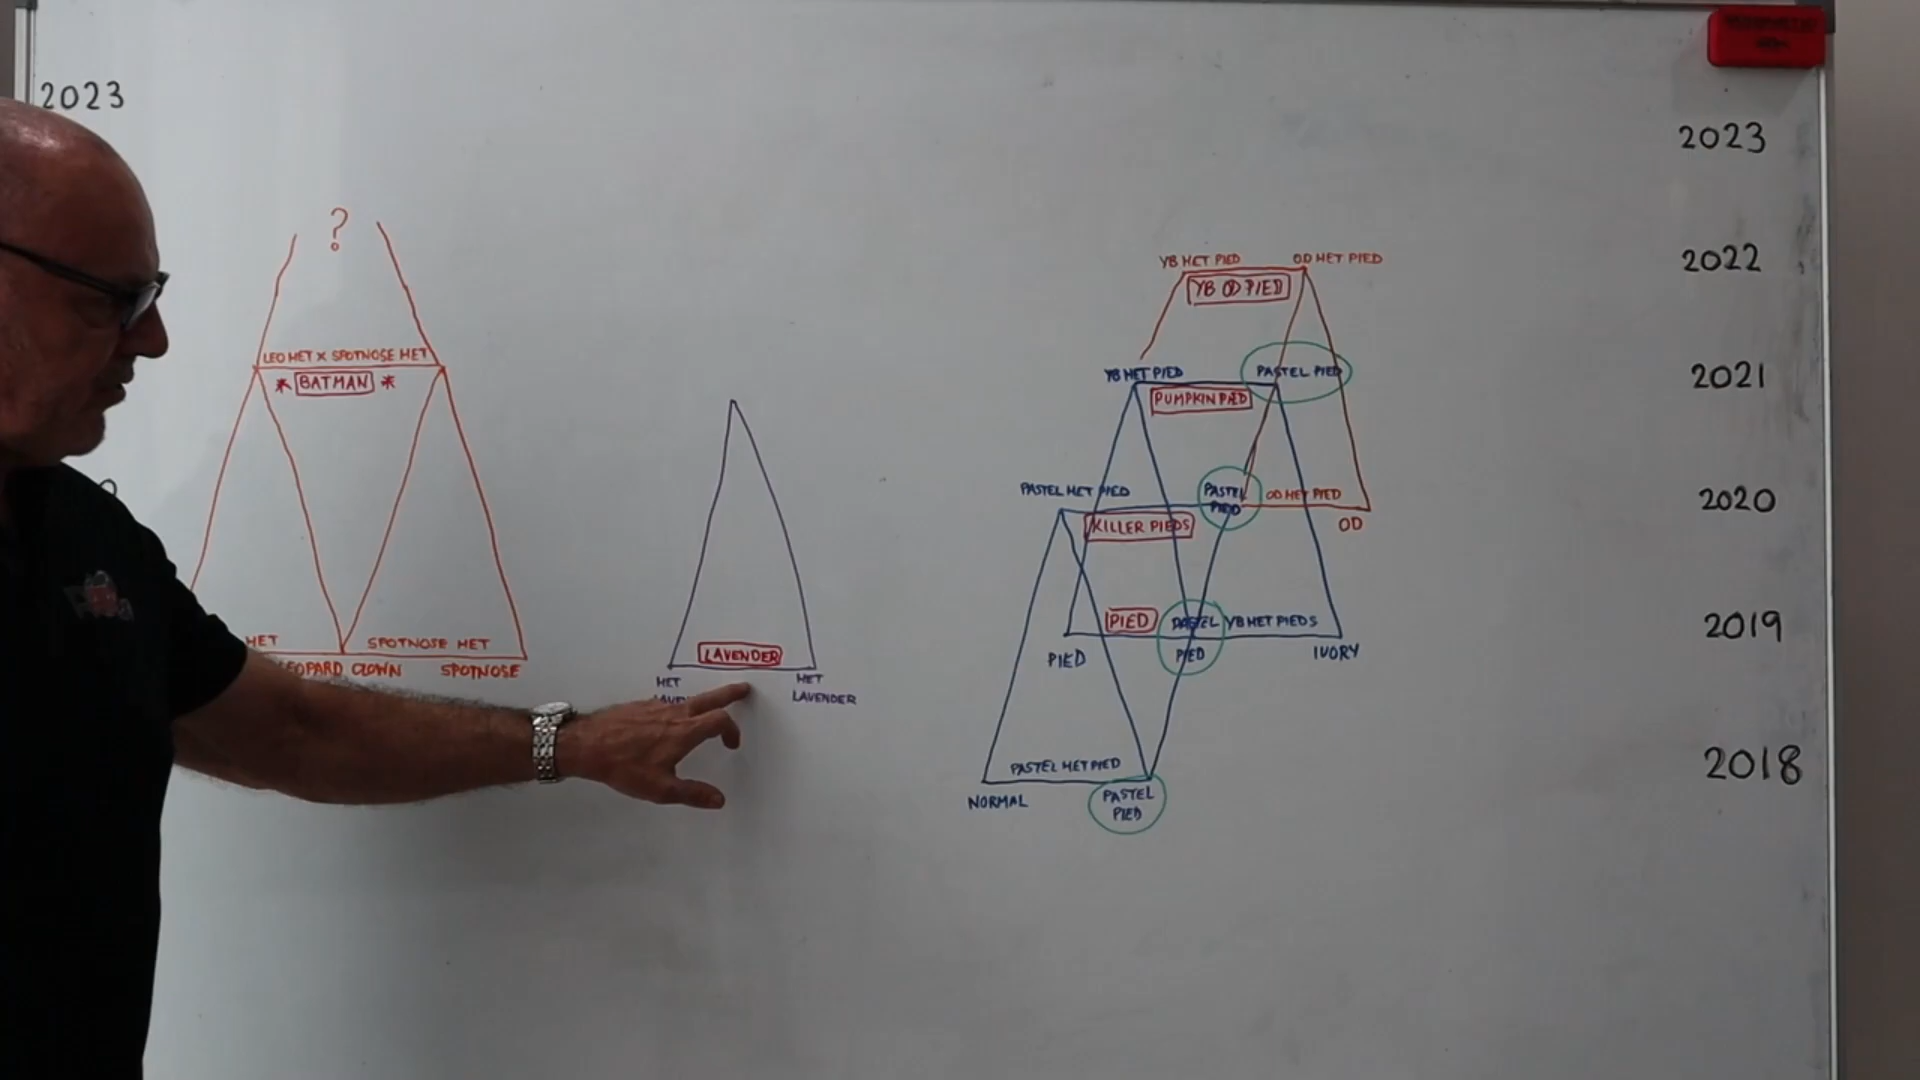 2023
?
LEO HET X SPOTNOSE HET
* BATMAN *
HET
SPOTNOSE HET
LEOPARD CLOWN
SPOTNOSE
LAVENDER
HET
HET
LAVENDER
YB HET PIED
OD HET PIED
YB OD PIED
YB HET PIED
PASTEL PIED
PUMPKIN PIED
PASTEL HET PIED
PASTEL
PIED
OD HET PIED
OD
KILLER PIEDS
PIED
PASTEL
YB HET PIEDS
PIED
PIED
IVORY
PASTEL HET PIED
NORMAL
PASTEL
PIED
2023
2022
2021
2020
2019
2018